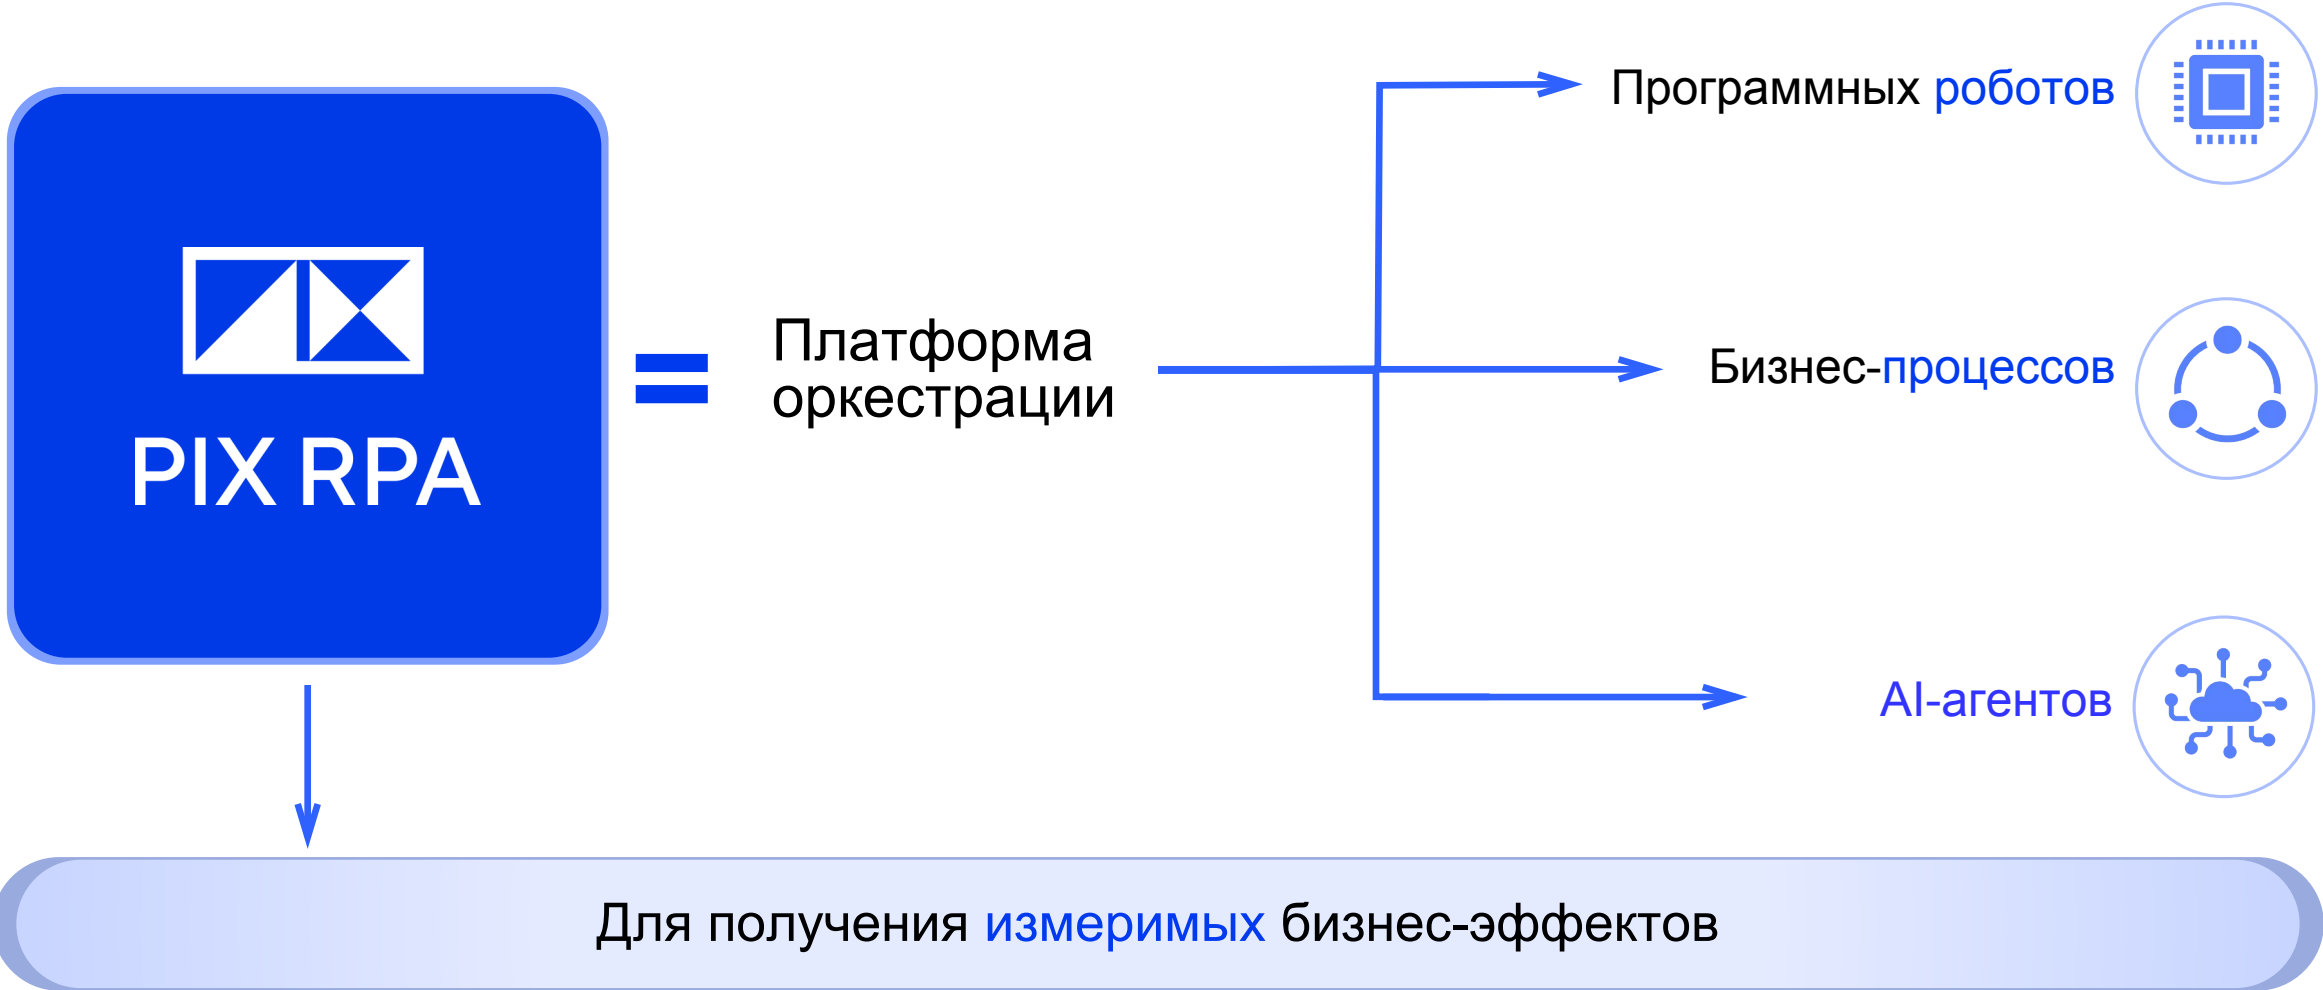 PIX RPA
=
Платформа
оркестрации
Программных роботов
Бизнес-процессов
AI-агентов
Для получения измеримых бизнес-эффектов